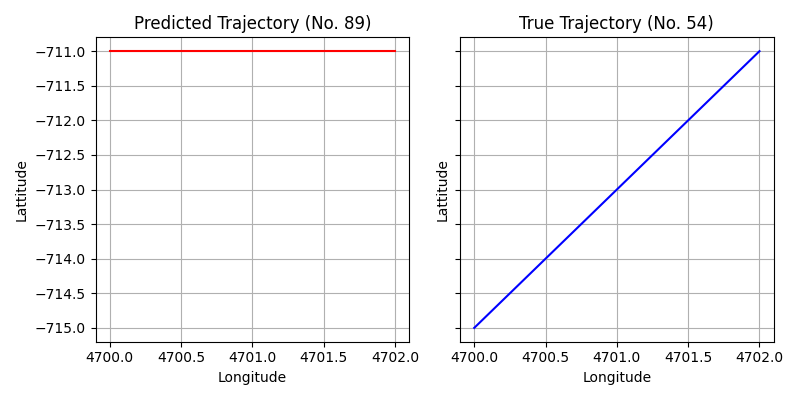 Predicted Trajectory (No. 89)
−711.0
−711.5
−712.0
−712.5
−713.0
−713.5
−714.0
−714.5
−715.0
Lattitude
4700.0 4700.5 4701.0 4701.5 4702.0
Longitude
True Trajectory (No. 54)
Lattitude
4700.0 4700.5 4701.0 4701.5 4702.0
Longitude